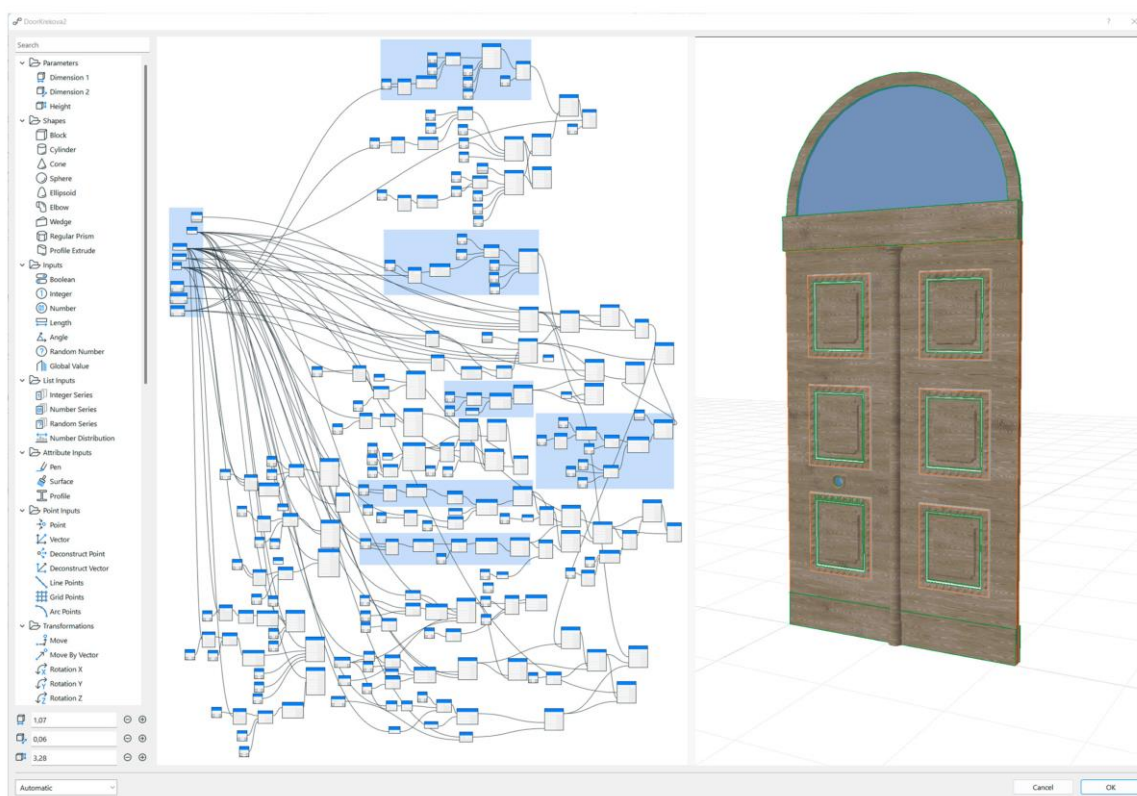 DoorKrekova2
?
Search
Parameters
Dimension 1
Dimension 2
Height
Shapes
Block
Cylinder
Cone
Sphere
Ellipsoid
Elbow
Wedge
Regular Prism
Profile Extrude
Inputs
Boolean
Integer
Number
Length
Angle
Random Number
Global Value
List Inputs
Integer Series
Number Series
Random Series
Number Distribution
Attribute Inputs
Pen
Surface
Profile
Point Inputs
Point
Vector
Deconstruct Point
Deconstruct Vector
Line Points
Grid Points
Arc Points
Transformations
Move
Move By Vector
Rotation X
Rotation Y
Rotation Z
1,07
0,06
3,28
Automatic
Cancel
OK